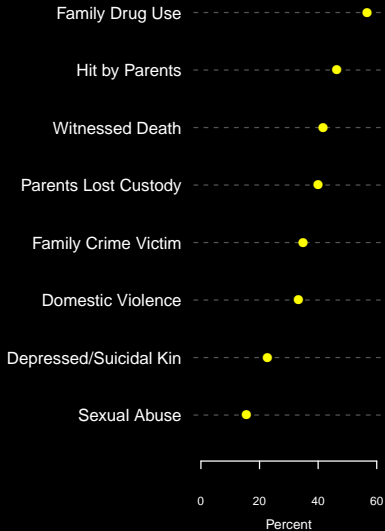 Family Drug Use
Hit by Parents
Witnessed Death
Parents Lost Custody
Family Crime Victim
Domestic Violence
Depressed/Suicidal Kin
Sexual Abuse
0 20 40 60
Percent